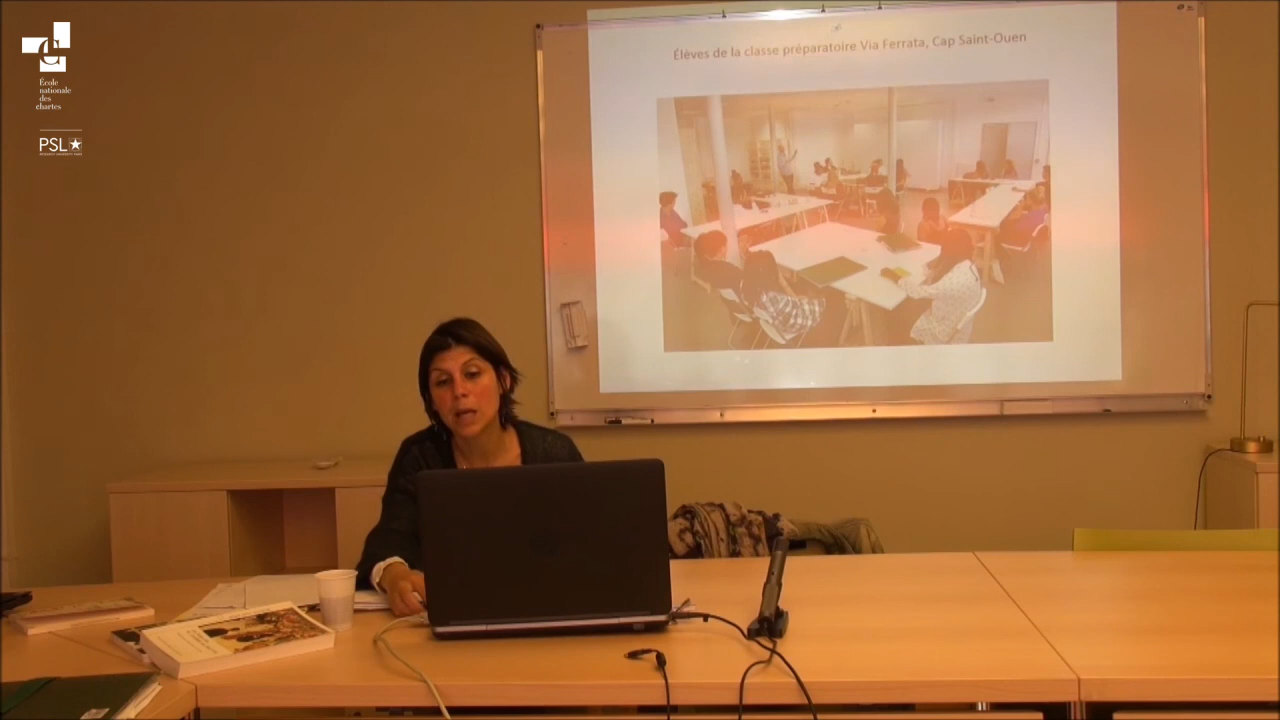 École
nationale
des
chartes
PSL
Élèves de la classe préparatoire Via Ferrata, Cap Saint-Ouen